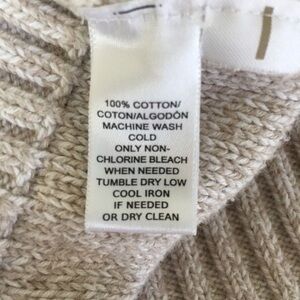 100% COTTON/
COTON/ALGODÓN
MACHINE WASH
COLD
ONLY NON-
CHLORINE BLEACH
WHEN NEEDED
TUMBLE DRY LOW
COOL IRON
IF NEEDED
OR DRY CLEAN